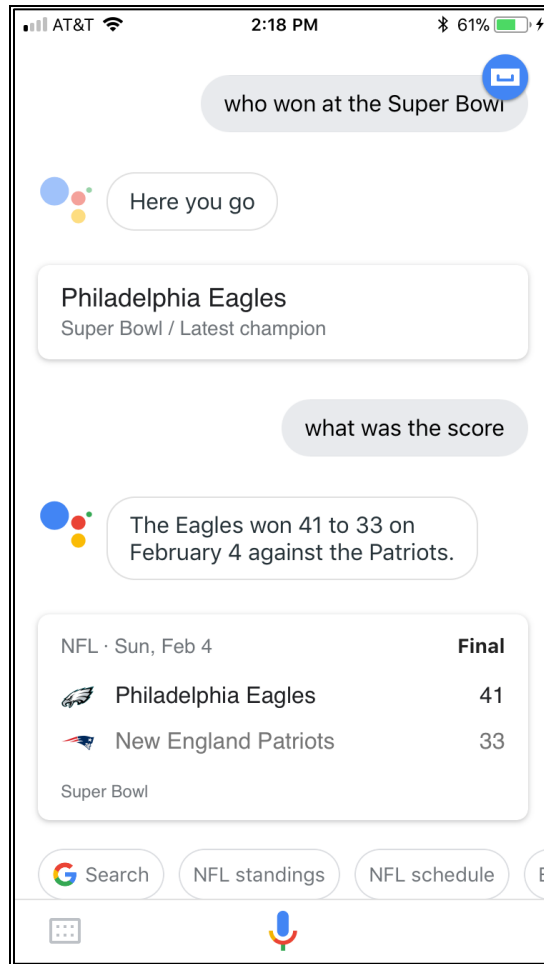 AT&T 2:18 PM 61%
who won at the Super Bowl
Here you go
Philadelphia Eagles
Super Bowl / Latest champion
what was the score
The Eagles won 41 to 33 on
February 4 against the Patriots.
NFL · Sun, Feb 4 Final
Philadelphia Eagles 41
New England Patriots 33
Super Bowl
Search NFL standings NFL schedule